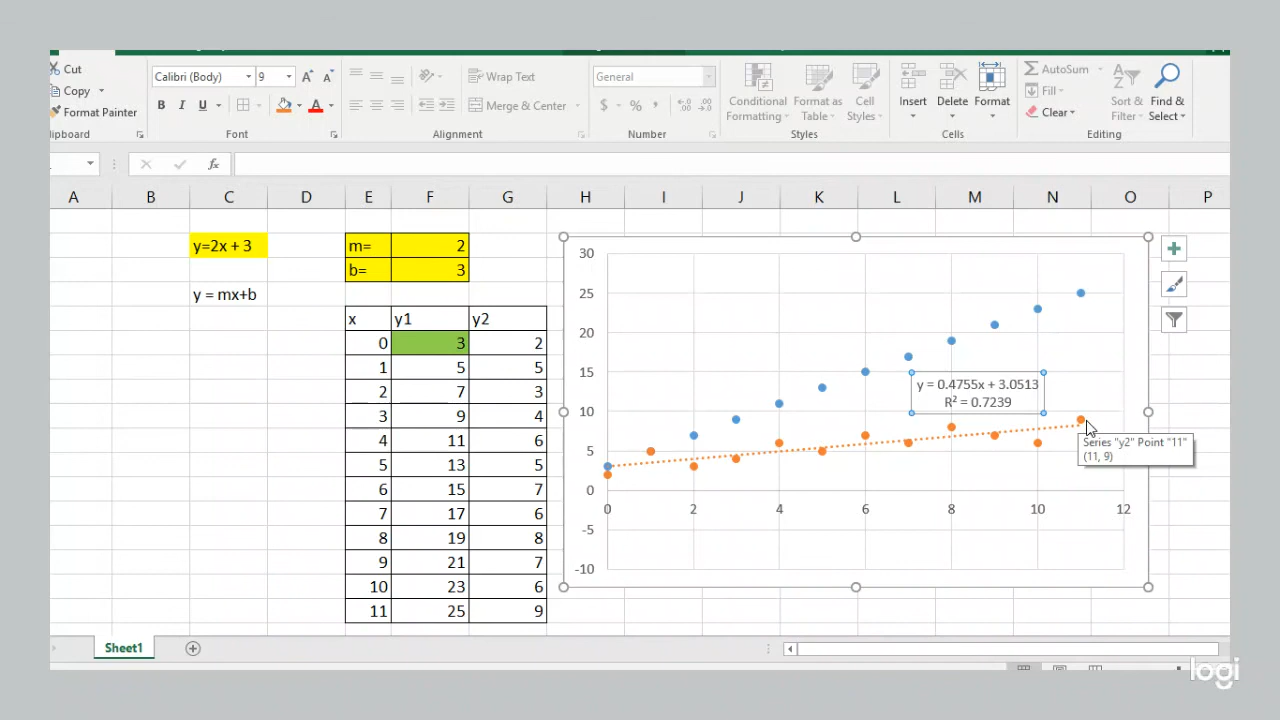 Cut
Copy
Format Painter
lipboard
Calibri (Body) 9 A A
B I U A
Font
Wrap Text
Merge & Center
Alignment
General
$ % ,
Number
Conditional Formatting
Format as Table
Cell Styles
Styles
Insert Delete Format
Cells
AutoSum
Fill
Clear
Sort & Filter
Find & Select
Editing
fx
A B C D E F G H I J K L M N O P
y=2x + 3 m= 2
b= 3
y = mx+b
x y1 y2
0 3 2
1 5 5
2 7 3
3 9 4
4 11 6
5 13 5
6 15 7
7 17 6
8 19 8
9 21 7
10 23 6
11 25 9
30
25
20
15
10
5
0
-5
-10
0 2 4 6 8 10 12
y = 0.4755x + 3.0513
R² = 0.7239
Series "y2" Point "11"
(11, 9)
Sheet1
logi